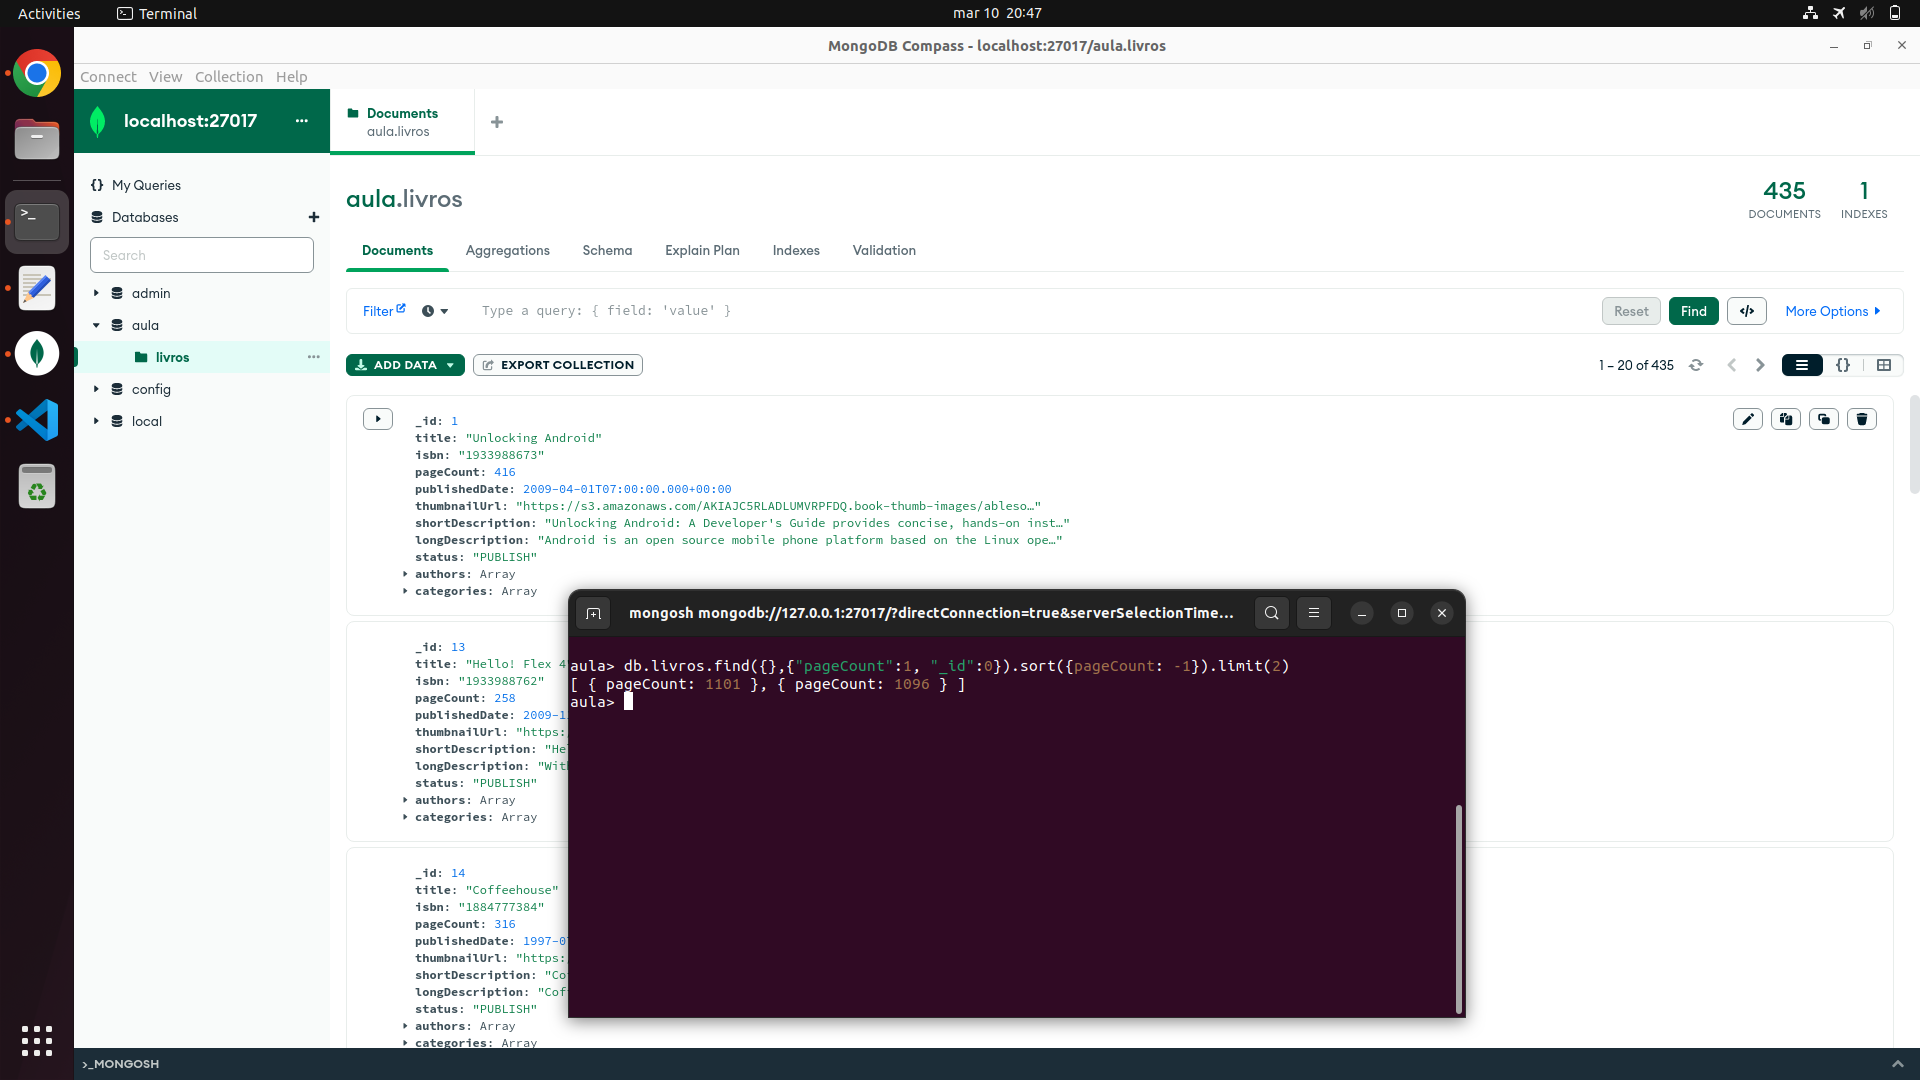 Activities
Terminal
mar 10 20:47
MongoDB Compass - localhost:27017/aula.livros
Connect View Collection Help
localhost:27017
Documents
aula.livros
My Queries
Databases
Search
admin
aula
livros
config
local
aula.livros
435
DOCUMENTS
1
INDEXES
Documents Aggregations Schema Explain Plan Indexes Validation
Filter
Type a query: { field: 'value' }
Reset
Find
</>
More Options
ADD DATA
EXPORT COLLECTION
1 – 20 of 435
{}
_id: 1
title: "Unlocking Android"
isbn: "1933988673"
pageCount: 416
publishedDate: 2009-04-01T07:00:00.000+00:00
thumbnailUrl: "https://s3.amazonaws.com/AKIAJC5RLADLUMVRPFDQ.book-thumb-images/ableso…"
shortDescription: "Unlocking Android: A Developer's Guide provides concise, hands-on inst…"
longDescription: "Android is an open source mobile phone platform based on the Linux ope…"
status: "PUBLISH"
authors: Array
categories: Array
_id: 13
title: "Hello! Flex 4
isbn: "1933988762"
pageCount: 258
publishedDate: 2009-1
thumbnailUrl: "https:
shortDescription: "He
longDescription: "Wit
status: "PUBLISH"
authors: Array
categories: Array
_id: 14
title: "Coffeehouse"
isbn: "1884777384"
pageCount: 316
publishedDate: 1997-0
thumbnailUrl: "https:
shortDescription: "Co
longDescription: "Cof
status: "PUBLISH"
authors: Array
categories: Array
mongosh mongodb://127.0.0.1:27017/?directConnection=true&serverSelectionTime...
aula> db.livros.find({},{"pageCount":1, "_id":0}).sort({pageCount: -1}).limit(2)
[ { pageCount: 1101 }, { pageCount: 1096 } ]
aula>
>_MONGOSH